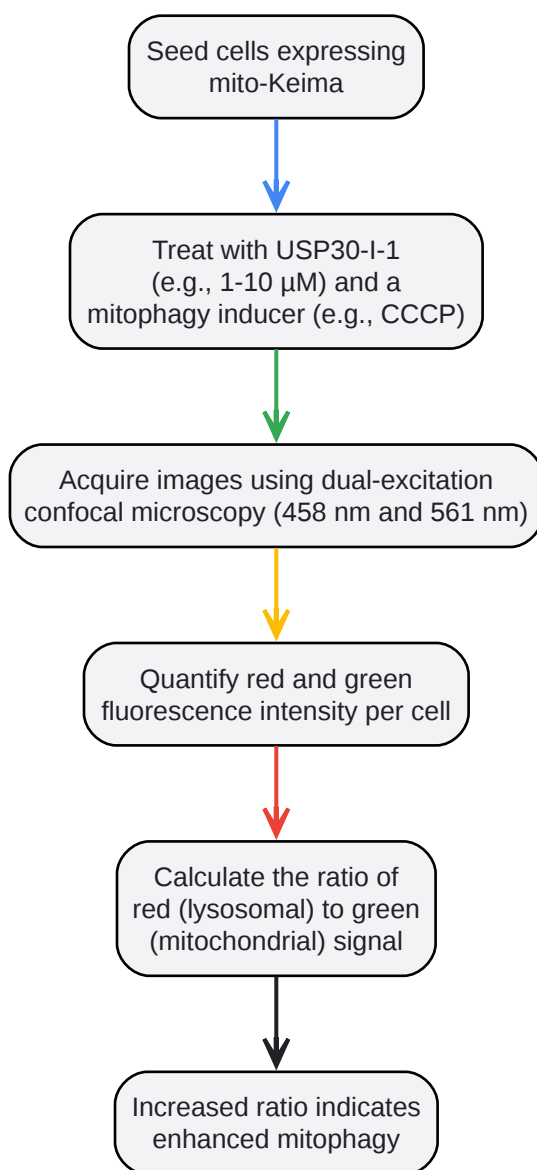 Seed cells expressing
mito-Keima
Treat with USP30-I-1
(e.g., 1-10 µM) and a
mitophagy inducer (e.g., CCCP)
Acquire images using dual-excitation
confocal microscopy (458 nm and 561 nm)
Quantify red and green
fluorescence intensity per cell
Calculate the ratio of
red (lysosomal) to green
(mitochondrial) signal
Increased ratio indicates
enhanced mitophagy